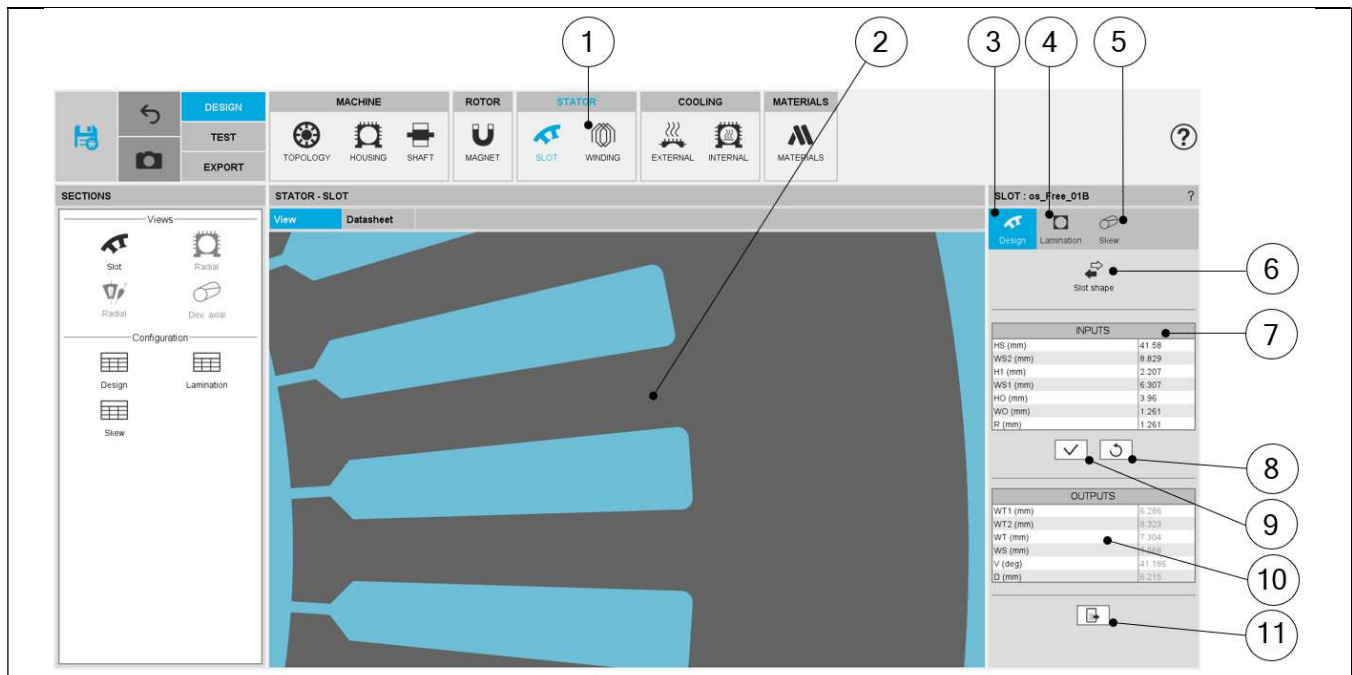 1 2 3 4 5
DESIGN MACHINE ROTOR STATOR COOLING MATERIALS
TEST
TOPOLOGY HOUSING SHAFT MAGNET SLOT WINDING EXTERNAL INTERNAL MATERIALS
EXPORT
?
SECTIONS STATOR - SLOT SLOT : os_Free_01B ?
Views
View Datasheet
Slot Radial
Radial Dev. axial
Configuration
Design Lamination
Skew
Design Lamination Skew
Slot shape
6
INPUTS
7
HS (mm) 41.58
WS2 (mm) 8.829
H1 (mm) 2.207
WS1 (mm) 6.307
HO (mm) 3.96
WO (mm) 1.261
R (mm) 1.261
8
OUTPUTS
9
WT1 (mm) 6.286
WT2 (mm) 8.323
WT (mm) 7.304
WS (mm)
V (deg) 41.186
D (mm) 6.215
10
11